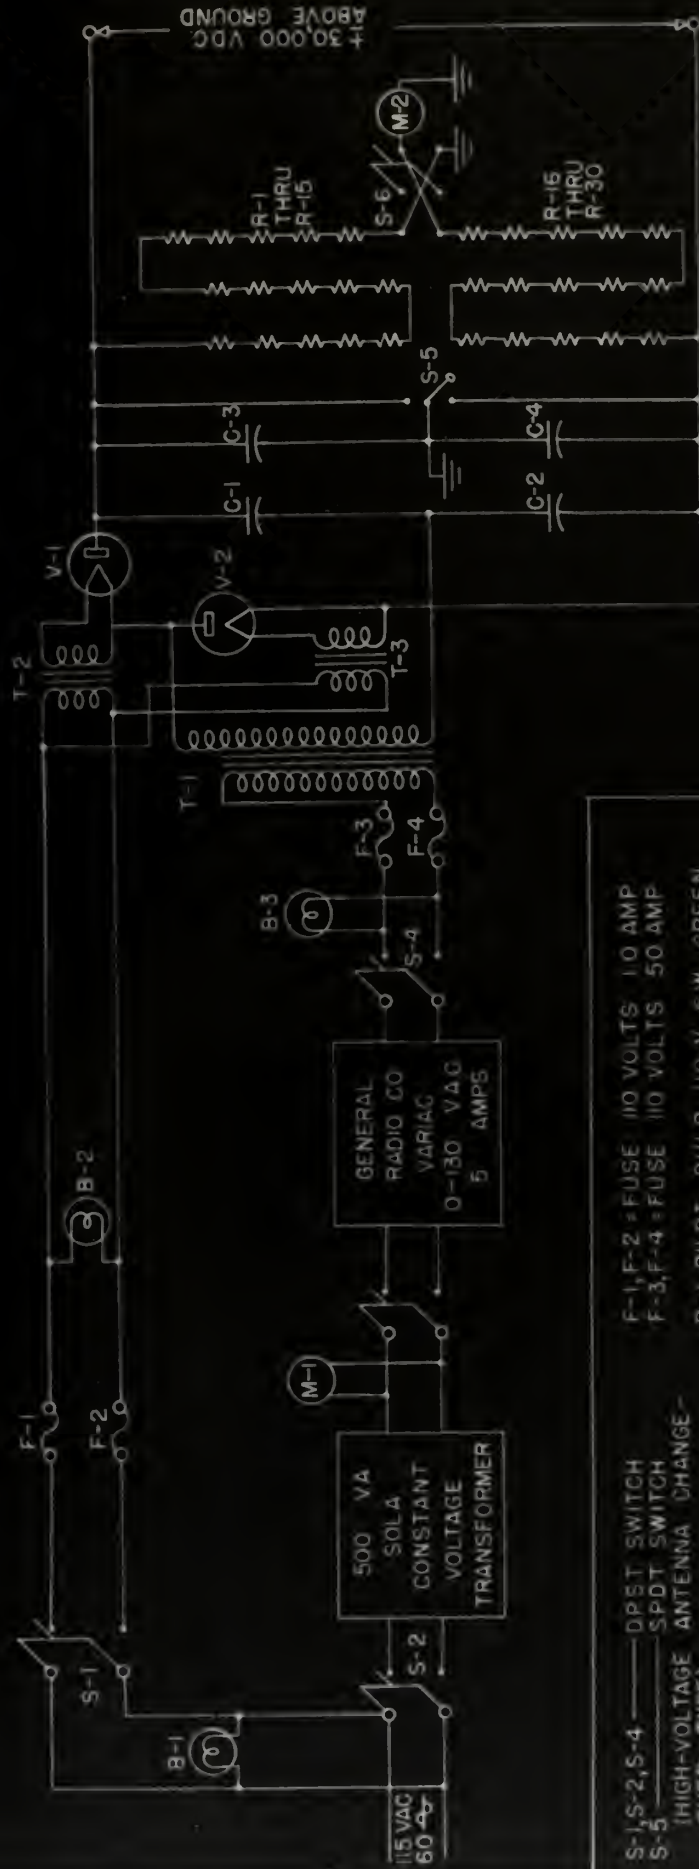 ± 30,000 VDC
ABOVE GROUND
M-2
S-6
R-1
THRU
R-15
R-16
THRU
R-30
S-5
C-3
C-4
C-1
C-2
V-1
V-2
T-2
T-3
T-1
F-3
F-4
B-3
S-4
GENERAL
RADIO CO
VARIAC
0-130 VAC
5 AMPS
B-2
M-1
F-1
F-2
500 VA
SOLA
CONSTANT
VOLTAGE
TRANSFORMER
S-1
S-2
B-1
115 VAC
60
S-1, S-2, S-4 — DPST SWITCH
S-5 — SPDT SWITCH
(HIGH-VOLTAGE ANTENNA CHANGE-
F-1, F-2 = FUSE 110 VOLTS 1.0 AMP
F-3, F-4 = FUSE 110 VOLTS 5.0 AMP